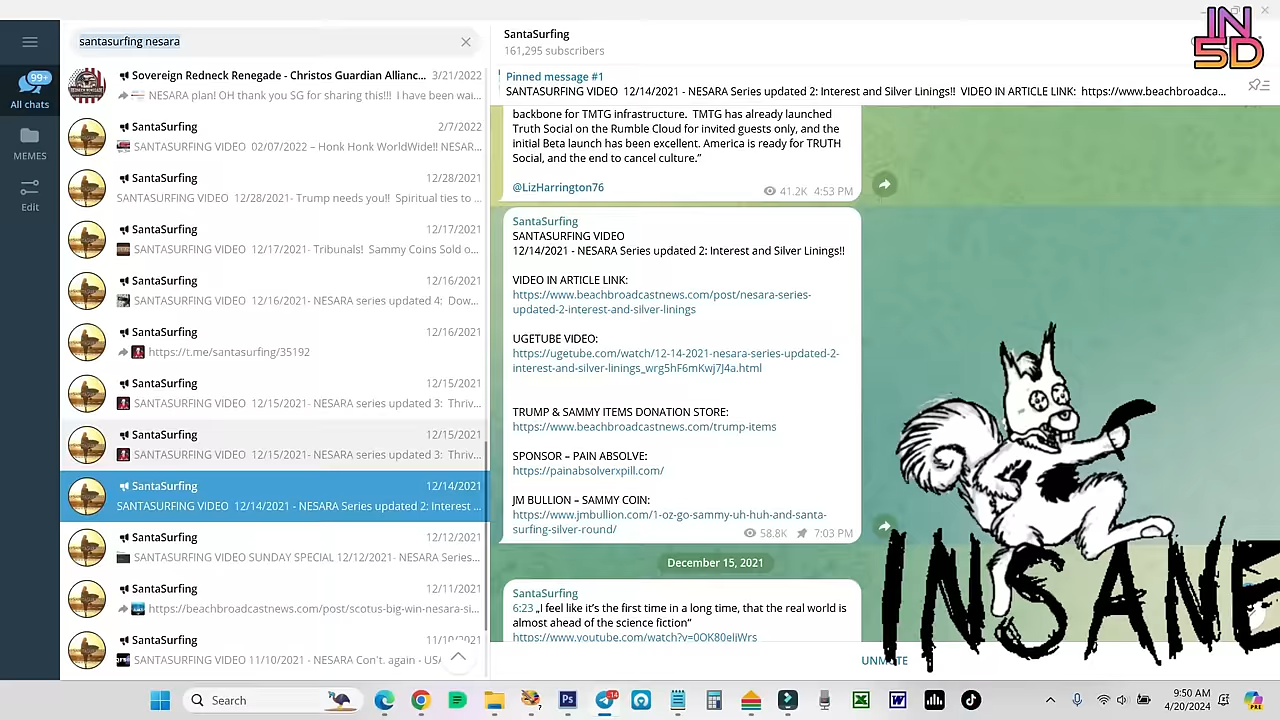 IN
5D
santasurfing nesara
99+
All chats
MEMES
Edit
Sovereign Redneck Renegade - Christos Guardian Allianc... 3/21/2022
NESARA plan! OH thank you SG for sharing this!!! I have been wai...
SantaSurfing 2/7/2022
SANTASURFING VIDEO 02/07/2022 – Honk Honk WorldWide!! NESAR...
SantaSurfing 12/28/2021
SANTASURFING VIDEO 12/28/2021- Trump needs you!! Spiritual ties to ...
SantaSurfing 12/17/2021
SANTASURFING VIDEO 12/17/2021- Tribunals! Sammy Coins Sold o...
SantaSurfing 12/16/2021
SANTASURFING VIDEO 12/16/2021- NESARA series updated 4: Dow...
SantaSurfing 12/16/2021
https://t.me/santasurfing/35192
SantaSurfing 12/15/2021
SANTASURFING VIDEO 12/15/2021- NESARA series updated 3: Thriv...
SantaSurfing 12/15/2021
SANTASURFING VIDEO 12/15/2021- NESARA series updated 3: Thriv...
SantaSurfing 12/14/2021
SANTASURFING VIDEO 12/14/2021 - NESARA Series updated 2: Interest ...
SantaSurfing 12/12/2021
SANTASURFING VIDEO SUNDAY SPECIAL 12/12/2021- NESARA Series...
SantaSurfing 12/11/2021
https://beachbroadcastnews.com/post/scotus-big-win-nesara-si...
SantaSurfing 11/10/2021
SANTASURFING VIDEO 11/10/2021 - NESARA Con't. again - USA
SantaSurfing
161,295 subscribers
Pinned message #1
SANTASURFING VIDEO 12/14/2021 - NESARA Series updated 2: Interest and Silver Linings!! VIDEO IN ARTICLE LINK: https://www.beachbroadca...
backbone for TMTG infrastructure. TMTG has already launched
Truth Social on the Rumble Cloud for invited guests only, and the
initial Beta launch has been excellent. America is ready for TRUTH
Social, and the end to cancel culture."
@LizHarrington76
41.2K 4:53 PM
SantaSurfing
SANTASURFING VIDEO
12/14/2021 - NESARA Series updated 2: Interest and Silver Linings!!
VIDEO IN ARTICLE LINK:
https://www.beachbroadcastnews.com/post/nesara-series-
updated-2-interest-and-silver-linings
UGETUBE VIDEO:
https://ugetube.com/watch/12-14-2021-nesara-series-updated-2-
interest-and-silver-linings_wrg5hF6mKwj7J4a.html
TRUMP & SAMMY ITEMS DONATION STORE:
https://www.beachbroadcastnews.com/trump-items
SPONSOR – PAIN ABSOLVE:
https://painabsolverxpill.com/
JM BULLION – SAMMY COIN:
https://www.jmbullion.com/1-oz-go-sammy-uh-huh-and-santa-
surfing-silver-round/
58.8K 7:03 PM
December 15, 2021
SantaSurfing
6:23 „I feel like it's the first time in a long time, that the real world is
almost ahead of the science fiction"
https://www.youtube.com/watch?v=0OK80eljWrs
UNMUTE
INSANE
Search
9:50 AM
4/20/2024